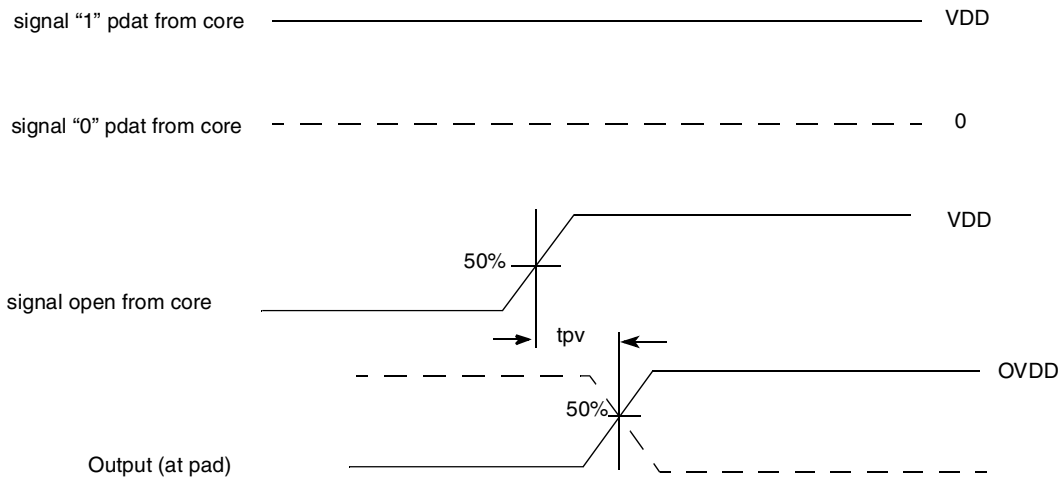 signal “1” pdat from core
VDD
signal “0” pdat from core
0
VDD
50%
signal open from core
tpv
OVDD
50%
Output (at pad)